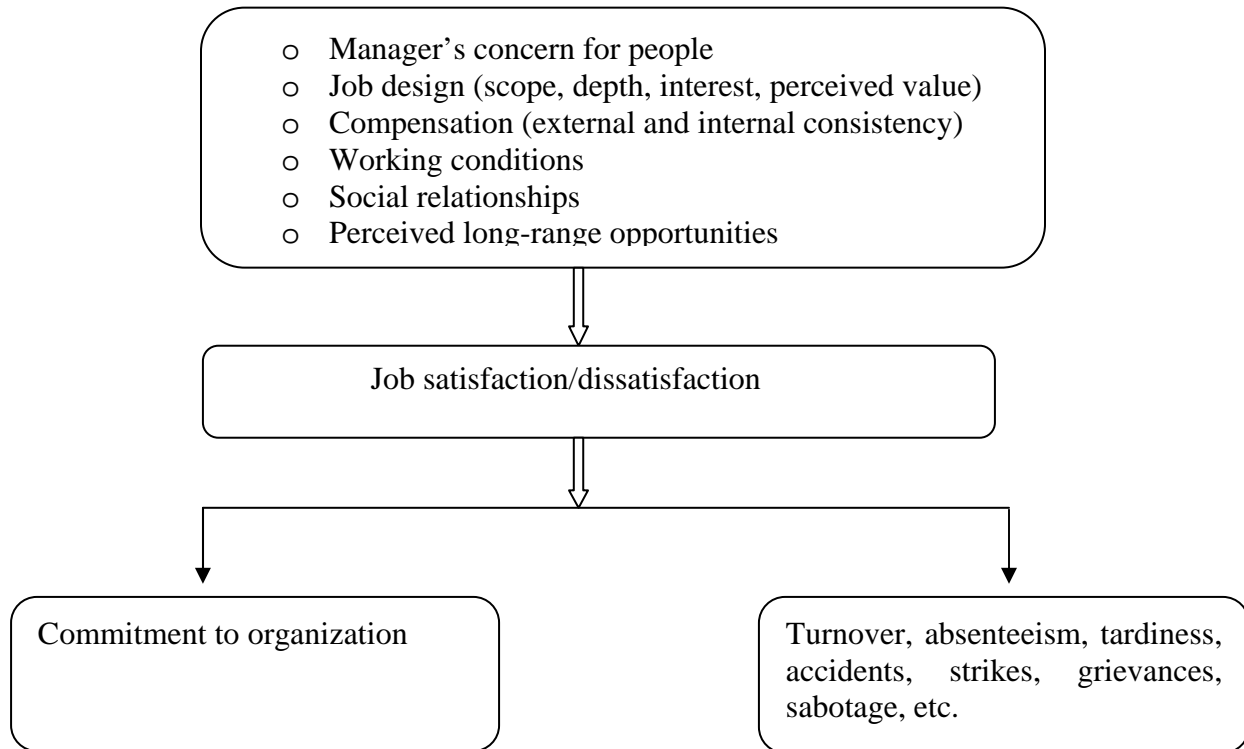 o Manager’s concern for people
o Job design (scope, depth, interest, perceived value)
o Compensation (external and internal consistency)
o Working conditions
o Social relationships
o Perceived long-range opportunities
Job satisfaction/dissatisfaction
Commitment to organization
Turnover, absenteeism, tardiness,
accidents, strikes, grievances,
sabotage, etc.